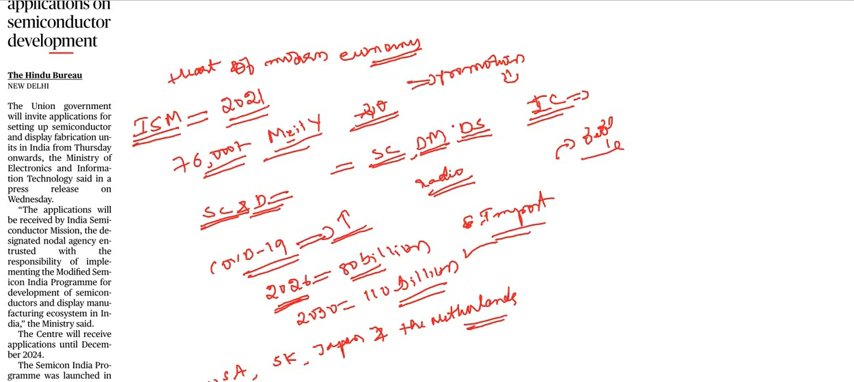 applications on
semiconductor
development
The Hindu Bureau
NEW DELHI
The Union government
will invite applications for
setting up semiconductor
and display fabrication un-
its in India from Thursday
onwards, the Ministry of
Electronics and Informa-
tion Technology said in a
press release on
Wednesday.
“The applications will
be received by India Semi-
conductor Mission, the de-
signated nodal agency en-
trusted with the
responsibility of imple-
menting the Modified Sem-
icon India Programme for
development of semicon-
ductors and display manu-
facturing ecosystem in In-
dia,” the Ministry said.
The Centre will receive
applications until Decem-
ber 2024.
The Semicon India Pro-
gramme was launched in
Heart of modern economy
ISM = 2021
76,000+
= SC, DM, DS
IC ⇒
SC & D =
radio
COVID-19 ⇒ ↑
& Import
2026 = 80 billion
2030 = 110 billion
SK, Japan & the Netherlands